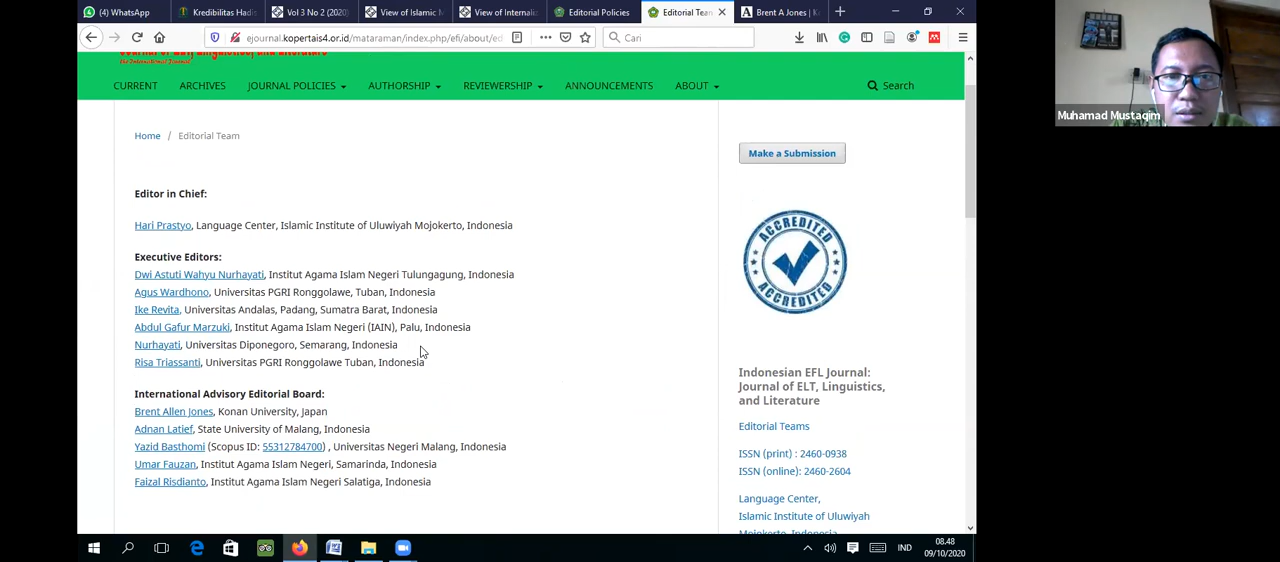 (4) WhatsApp
Kredibilitas Hadis
Vol 3 No 2 (2020)
View of Islamic M
View of Interna
Editorial Policies
Editorial Team
Brent A Jones | K
ejournal.kopertais4.or.id/mataraman/index.php/efi/about/ed
Cari
the International Journal
CURRENT
ARCHIVES
JOURNAL POLICIES
AUTHORSHIP
REVIEWERSHIP
ANNOUNCEMENTS
ABOUT
Search
Home / Editorial Team
Editor in Chief:
Hari Prastyo, Language Center, Islamic Institute of Uluwiyah Mojokerto, Indonesia
Executive Editors:
Dwi Astuti Wahyu Nurhayati, Institut Agama Islam Negeri Tulungagung, Indonesia
Agus Wardhono, Universitas PGRI Ronggolawe, Tuban, Indonesia
Ike Revita, Universitas Andalas, Padang, Sumatra Barat, Indonesia
Abdul Gafur Marzuki, Institut Agama Islam Negeri (IAIN), Palu, Indonesia
Nurhayati, Universitas Diponegoro, Semarang, Indonesia
Risa Triassanti, Universitas PGRI Ronggolawe Tuban, Indonesia
International Advisory Editorial Board:
Brent Allen Jones, Konan University, Japan
Adnan Latief, State University of Malang, Indonesia
Yazid Basthomi (Scopus ID: 55312784700) , Universitas Negeri Malang, Indonesia
Umar Fauzan, Institut Agama Islam Negeri, Samarinda, Indonesia
Faizal Risdianto, Institut Agama Islam Negeri Salatiga, Indonesia
Make a Submission
ACCREDITED
ACCREDITED
Indonesian EFL Journal:
Journal of ELT, Linguistics,
and Literature
Editorial Teams
ISSN (print) : 2460-0938
ISSN (online): 2460-2604
Language Center,
Islamic Institute of Uluwiyah
Mojokerto, Indonesia
IND
08.48
09/10/2020
Muhamad Mustaqim